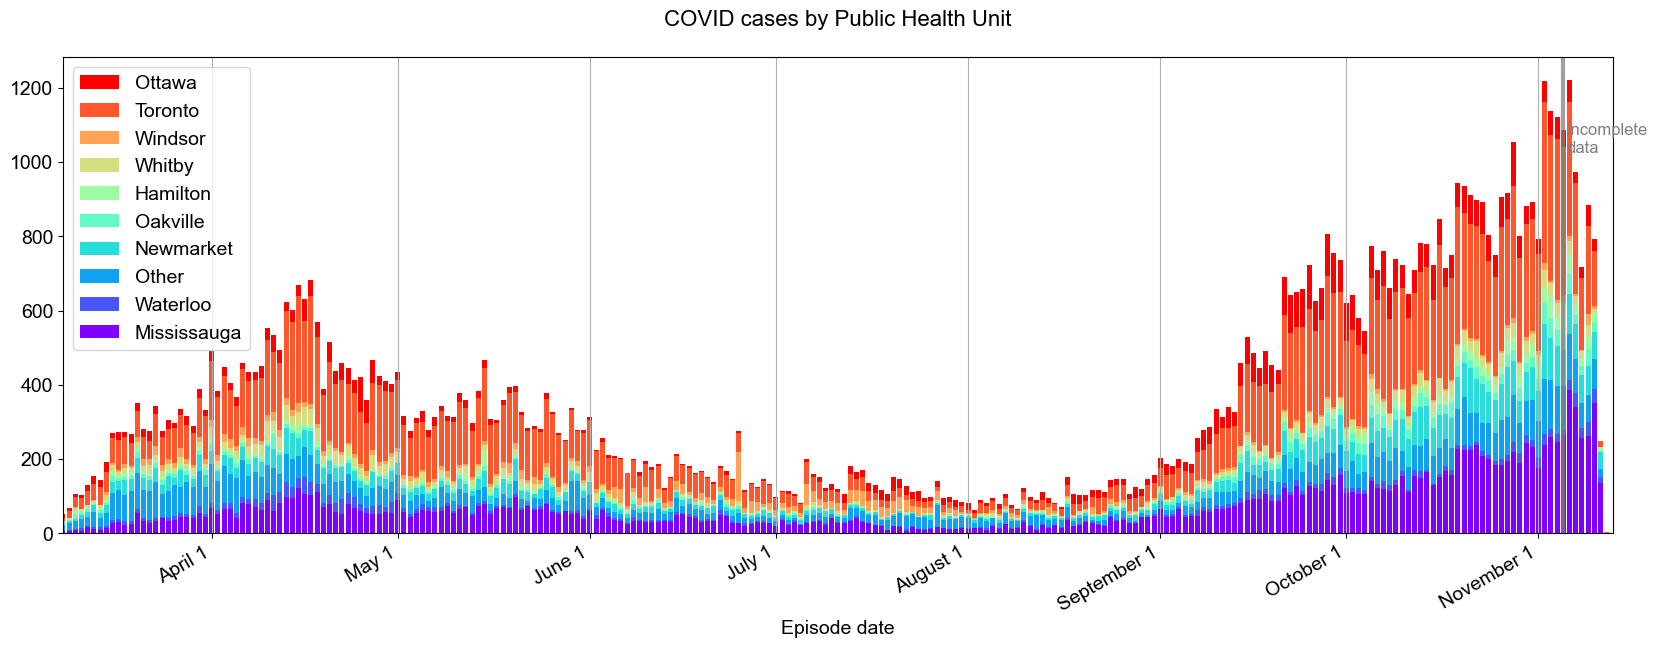 COVID cases by Public Health Unit
1200
1000
800
600
400
200
0
Ottawa
Toronto
Windsor
Whitby
Hamilton
Oakville
Newmarket
Other
Waterloo
Mississauga
Incomplete
data
April 1
May 1
June 1
July 1
August 1
September 1
October 1
November 1
Episode date